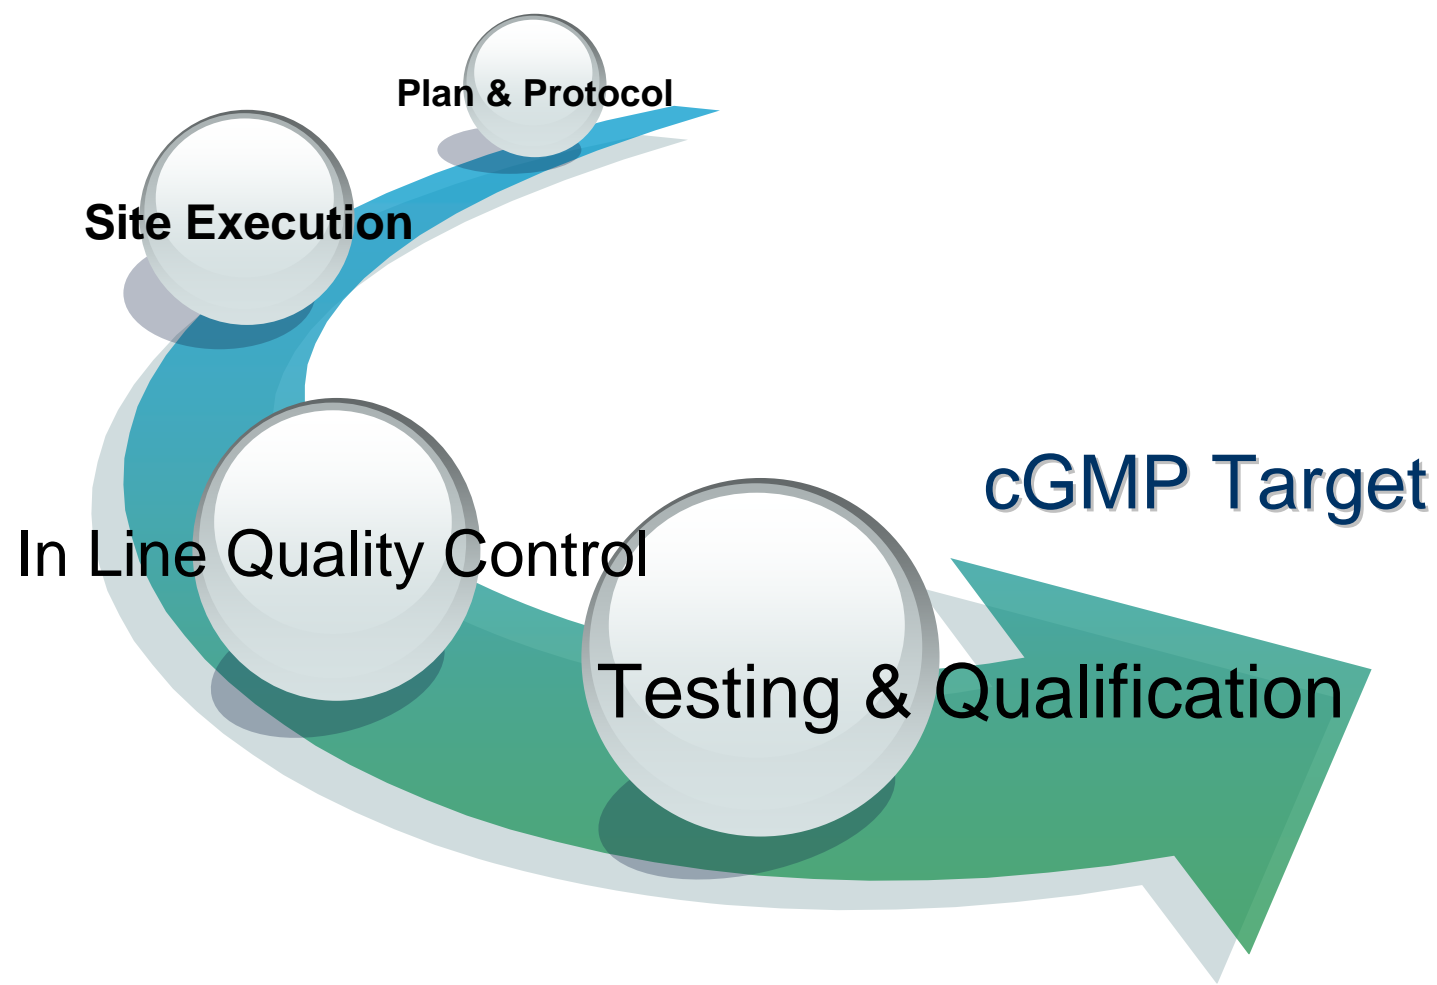 Plan & Protocol
Site Execution
cGMP Target
In Line Quality Control
Testing & Qualification